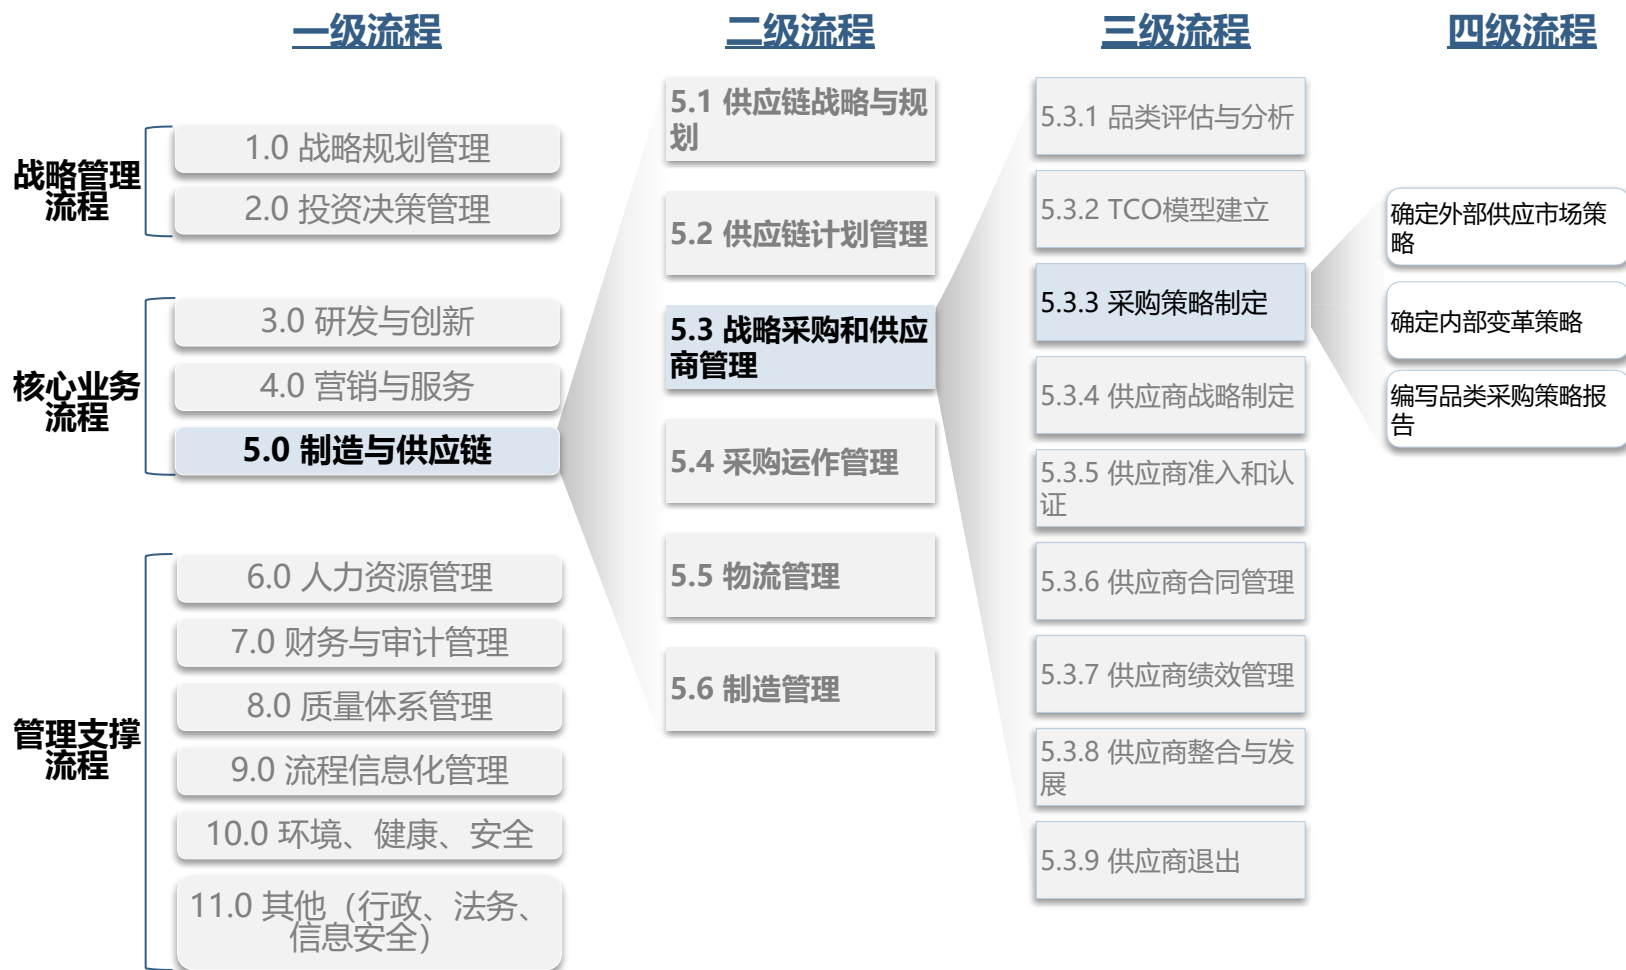 一级流程
二级流程
三级流程
四级流程
战略管理
流程
1.0 战略规划管理
2.0 投资决策管理
核心业务
流程
3.0 研发与创新
4.0 营销与服务
5.0 制造与供应链
管理支撑
流程
6.0 人力资源管理
7.0 财务与审计管理
8.0 质量体系管理
9.0 流程信息化管理
10.0 环境、健康、安全
11.0 其他（行政、法务、
信息安全）
5.1 供应链战略与规
划
5.2 供应链计划管理
5.3 战略采购和供应
商管理
5.4 采购运作管理
5.5 物流管理
5.6 制造管理
5.3.1 品类评估与分析
5.3.2 TCO模型建立
5.3.3 采购策略制定
5.3.4 供应商战略制定
5.3.5 供应商准入和认
证
5.3.6 供应商合同管理
5.3.7 供应商绩效管理
5.3.8 供应商整合与发
展
5.3.9 供应商退出
确定外部供应市场策
略
确定内部变革策略
编写品类采购策略报
告